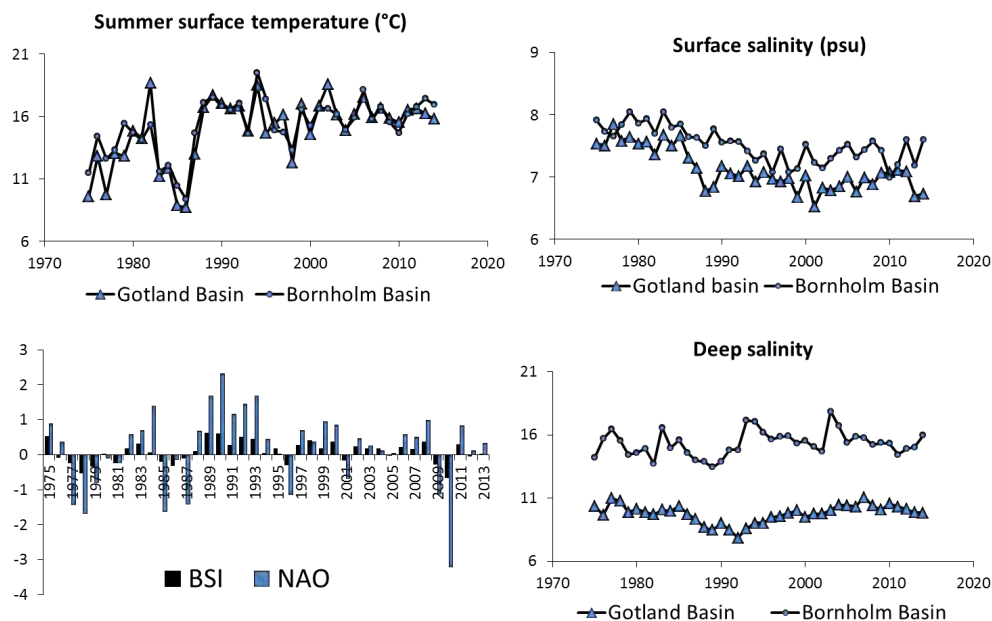 Summer surface temperature (°C)
21
16
11
6
1970 1980 1990 2000 2010 2020
Gotland Basin Bornholm Basin
Surface salinity (psu)
9
8
7
6
1970 1980 1990 2000 2010 2020
Gotland basin Bornholm Basin
3
2
1
0
-1
-2
-3
-4
1975 1977 1979 1981 1983 1985 1987 1989 1991 1993 1995 1997 1999 2001 2003 2005 2007 2009 2011 2013
BSI NAO
Deep salinity
21
16
11
6
1970 1980 1990 2000 2010 2020
Gotland Basin Bornholm Basin